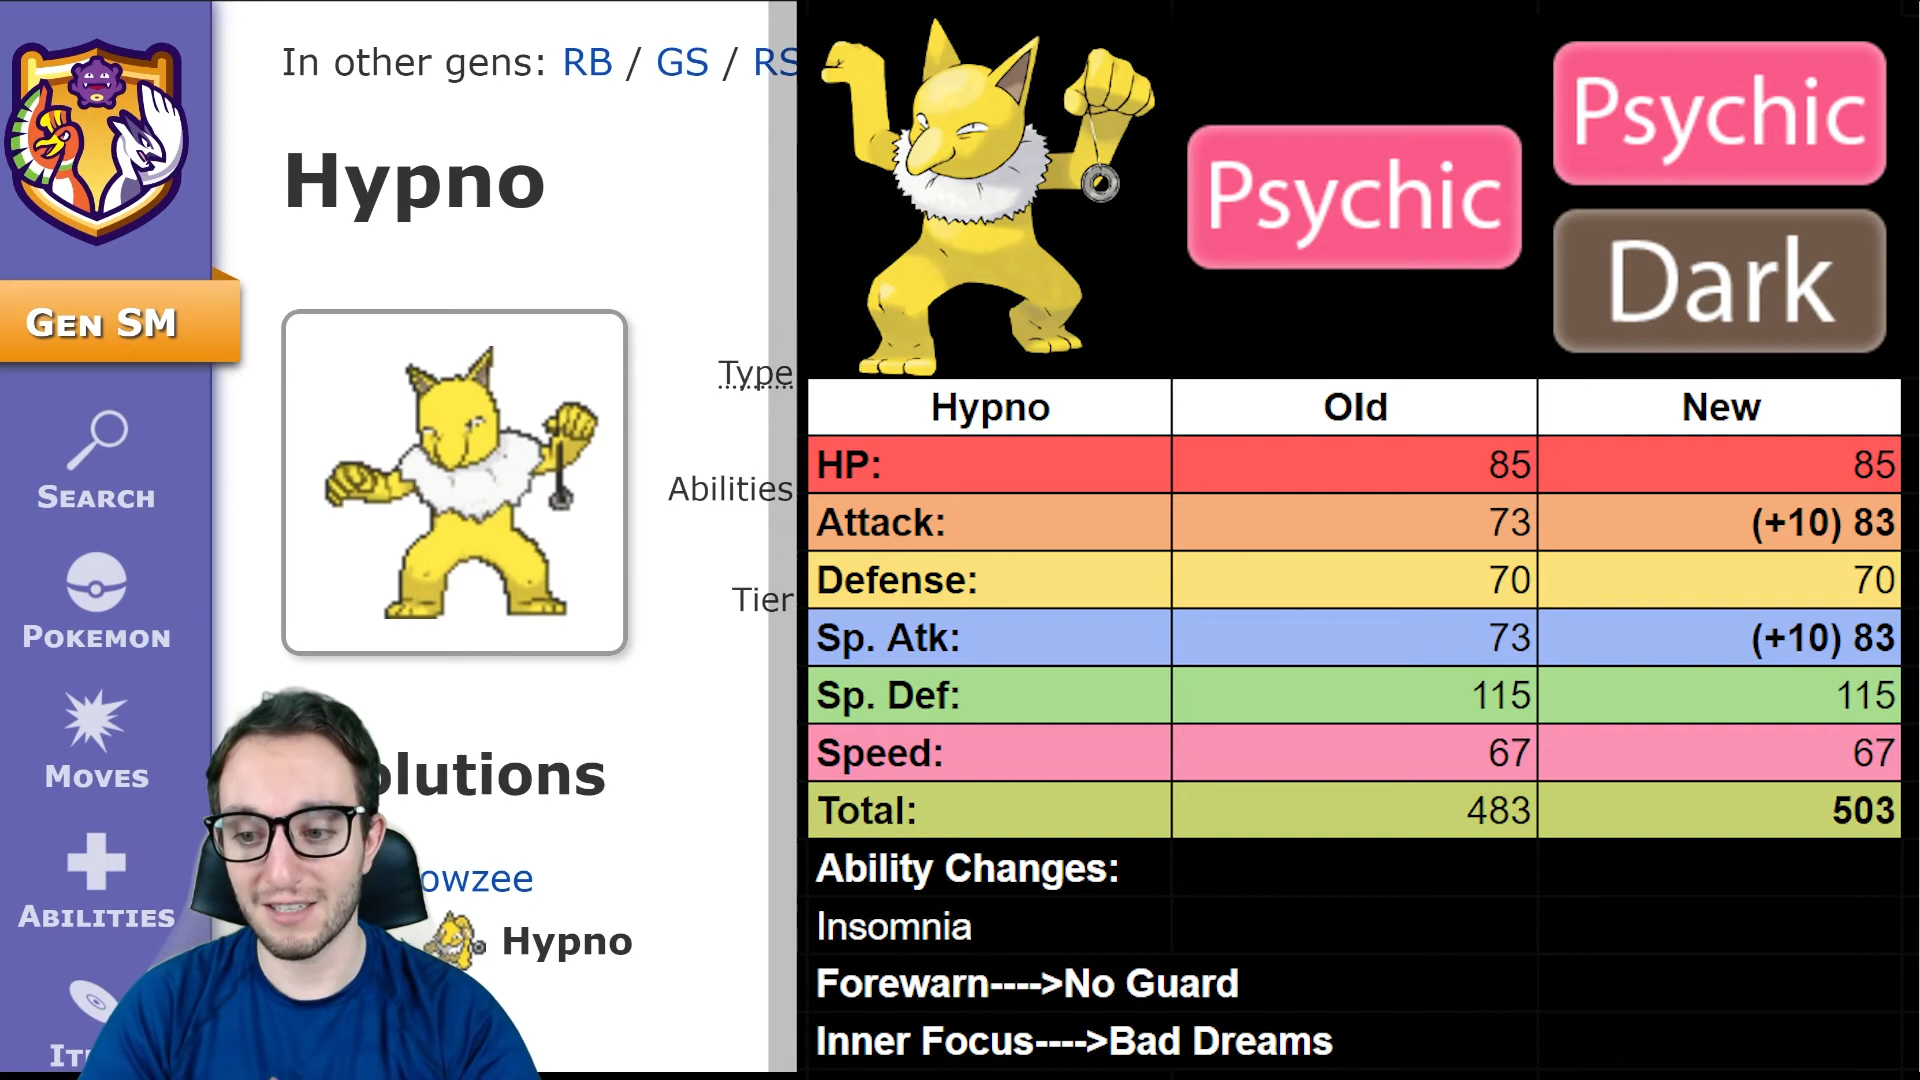 In other gens: RB / GS / RS
Hypno
GEN SM
SEARCH
POKEMON
MOVES
ABILITIES
Type
Abilities
Tier
olutions
owzee
Hypno
Psychic
Psychic
Dark
Hypno Old New
HP: 85 85
Attack: 73 (+10) 83
Defense: 70 70
Sp. Atk: 73 (+10) 83
Sp. Def: 115 115
Speed: 67 67
Total: 483 503
Ability Changes:
Insomnia
Forewarn---->No Guard
Inner Focus---->Bad Dreams